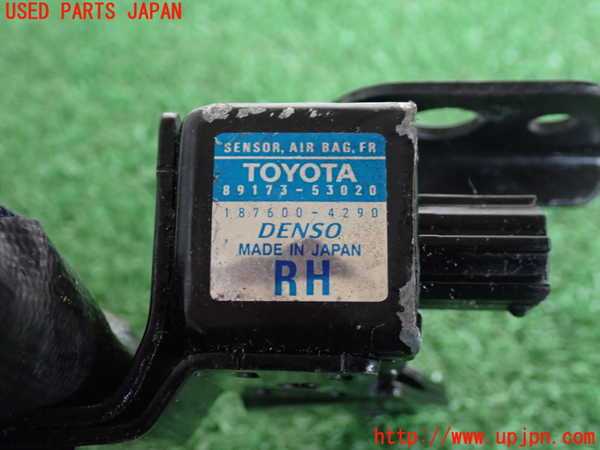 USED PARTS JAPAN
SENSOR, AIR BAG, FR
TOYOTA
89173-53020
187600-4290
DENSO
MADE IN JAPAN
RH
http://www.upjpn.com/